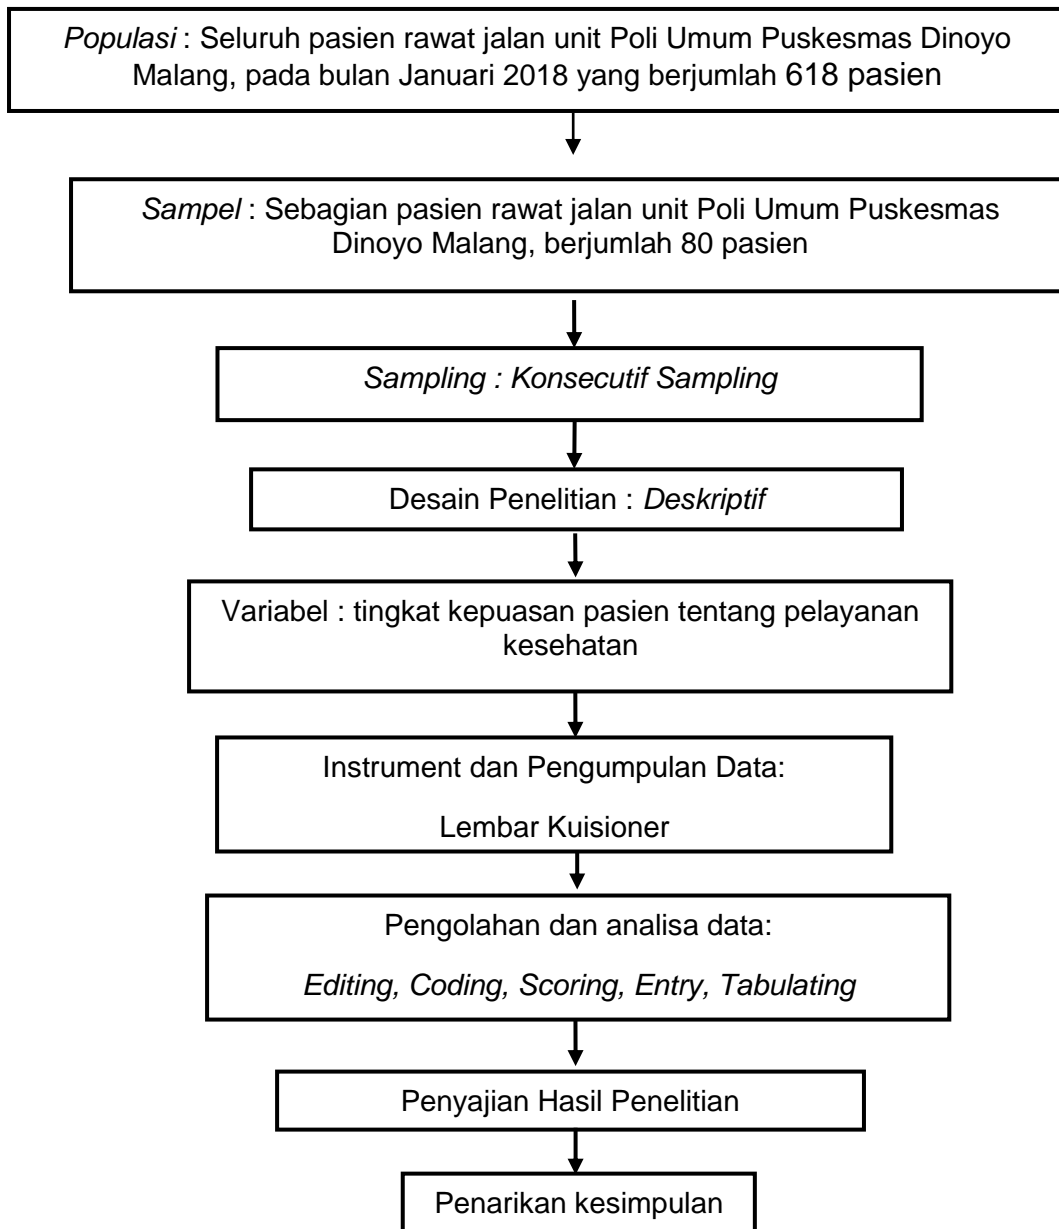 Populasi : Seluruh pasien rawat jalan unit Poli Umum Puskesmas Dinoyo
Malang, pada bulan Januari 2018 yang berjumlah 618 pasien
Sampel : Sebagian pasien rawat jalan unit Poli Umum Puskesmas
Dinoyo Malang, berjumlah 80 pasien
Sampling : Konsecutif Sampling
Desain Penelitian : Deskriptif
Variabel : tingkat kepuasan pasien tentang pelayanan
kesehatan
Instrument dan Pengumpulan Data:
Lembar Kuisioner
Pengolahan dan analisa data:
Editing, Coding, Scoring, Entry, Tabulating
Penyajian Hasil Penelitian
Penarikan kesimpulan